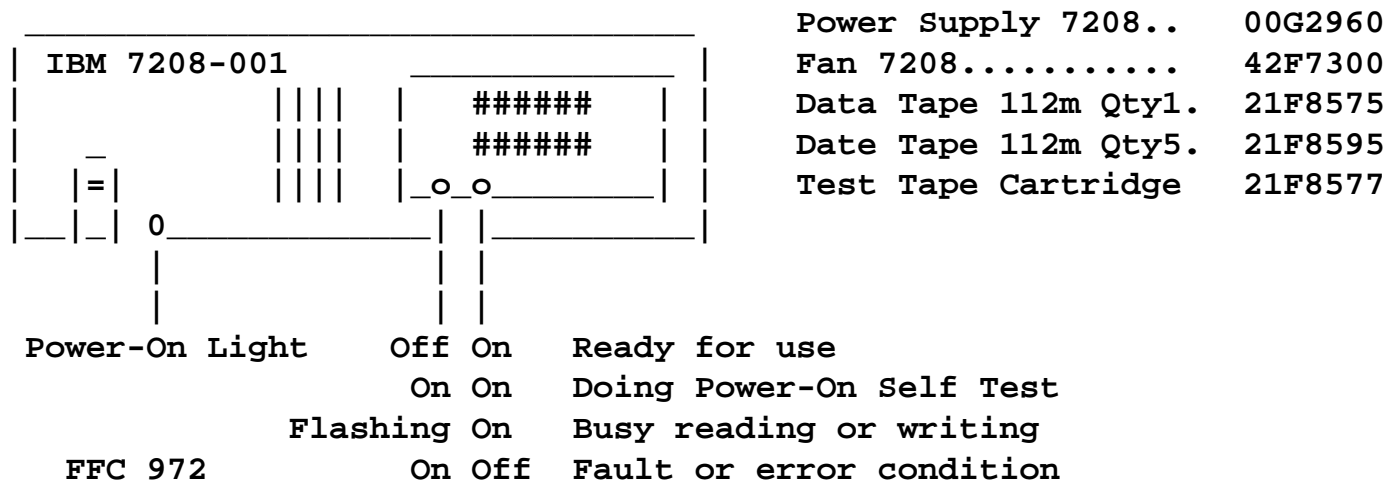 Power Supply 7208.. 00G2960
IBM 7208-001
Fan 7208........... 42F7300
###### Data Tape 112m Qty1. 21F8575
###### Date Tape 112m Qty5. 21F8595
Test Tape Cartridge 21F8577
Power-On Light Off On Ready for use
On On Doing Power-On Self Test
Flashing On Busy reading or writing
FFC 972 On Off Fault or error condition